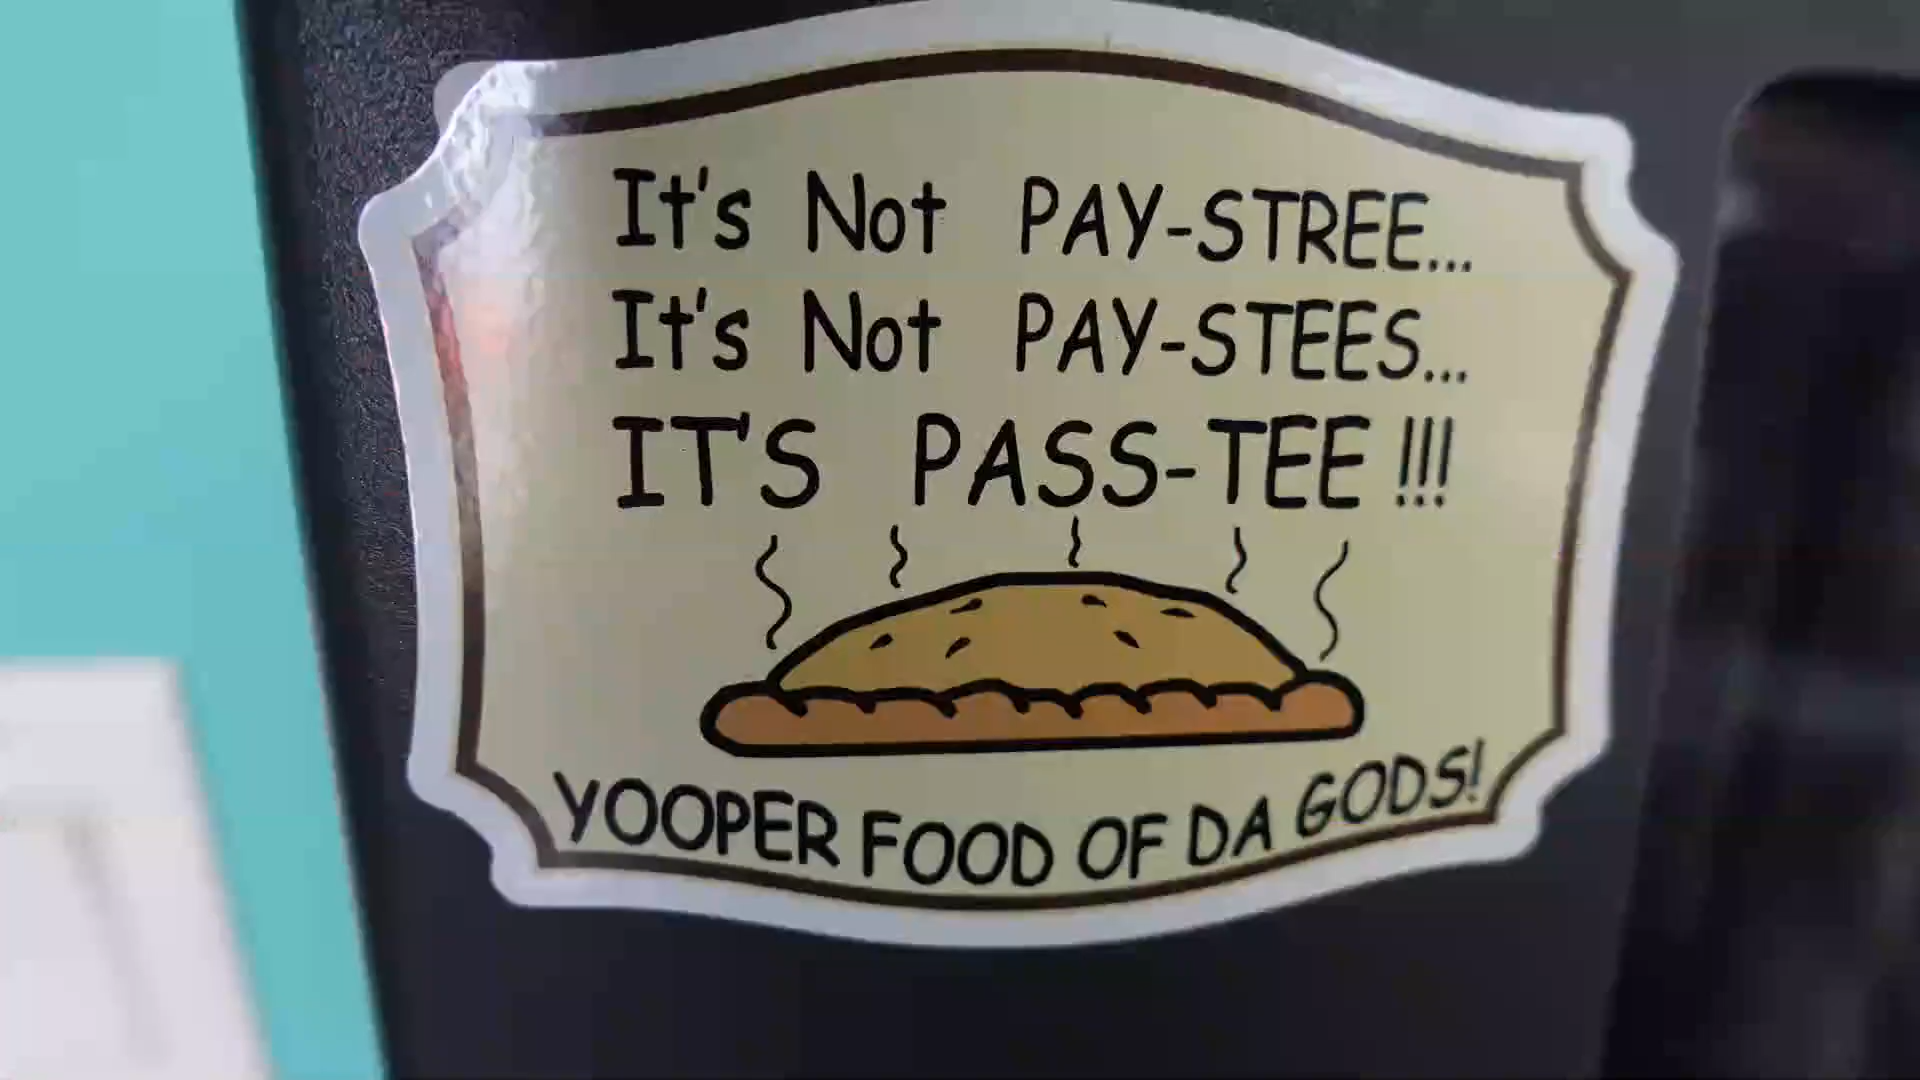 It's Not PAY-STREE...
It's Not PAY-STEES...
IT'S PASS-TEE !!!
YOOPER FOOD OF DA GODS!